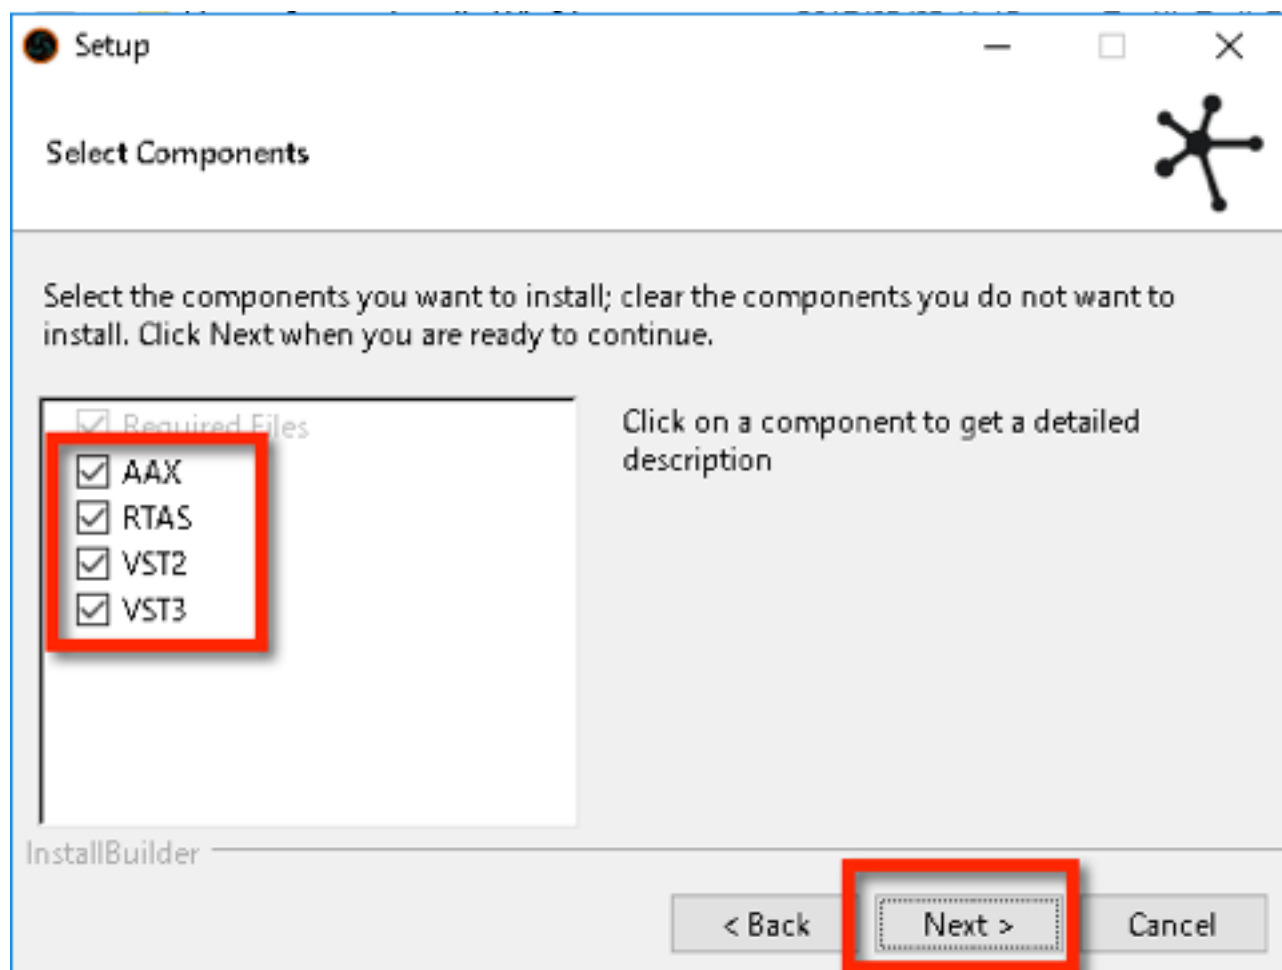 Setup
Select Components
Select the components you want to install; clear the components you do not want to
install. Click Next when you are ready to continue.
Required Files
AAX
RTAS
VST2
VST3
Click on a component to get a detailed
description
InstallBuilder
< Back
Next >
Cancel